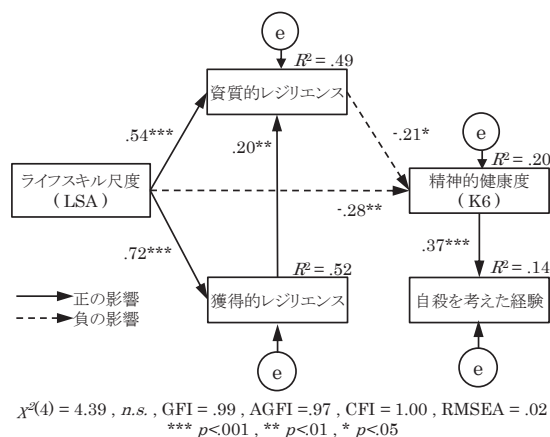 e
R² = .49
資質的レジリエンス
.54***
.20**
-.21*
e
R² = .20
ライフスキル尺度
(LSA)
精神的健康度
(K6)
-.28**
.72***
.37***
R² = .52
R² = .14
獲得的レジリエンス
自殺を考えた経験
正の影響
負の影響
e
e
χ²(4) = 4.39 , n.s. , GFI = .99 , AGFI =.97 , CFI = 1.00 , RMSEA = .02
*** p<.001 , ** p<.01 , * p<.05